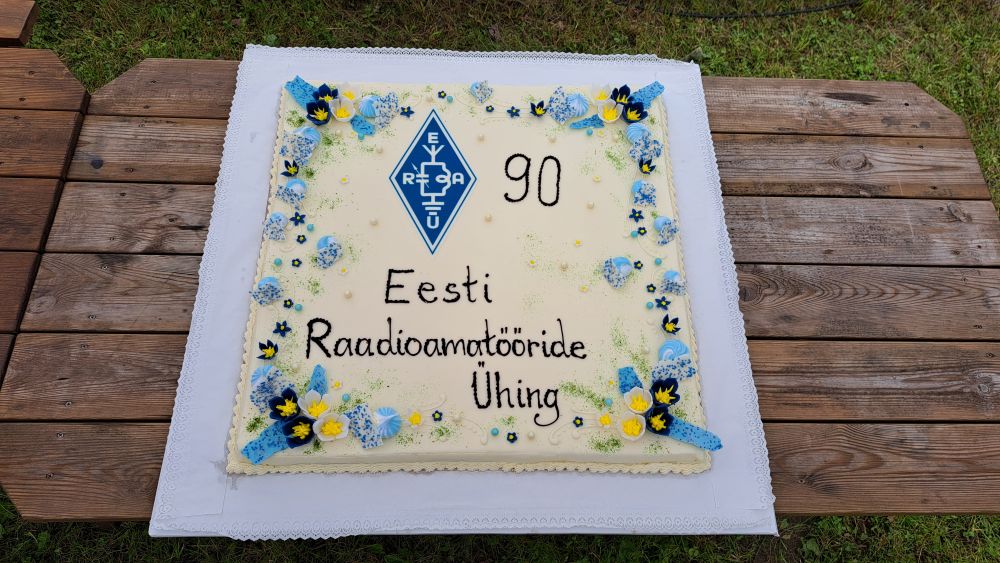 E
R A
Ü
90
Eesti
Raadioamatööride
Ühing